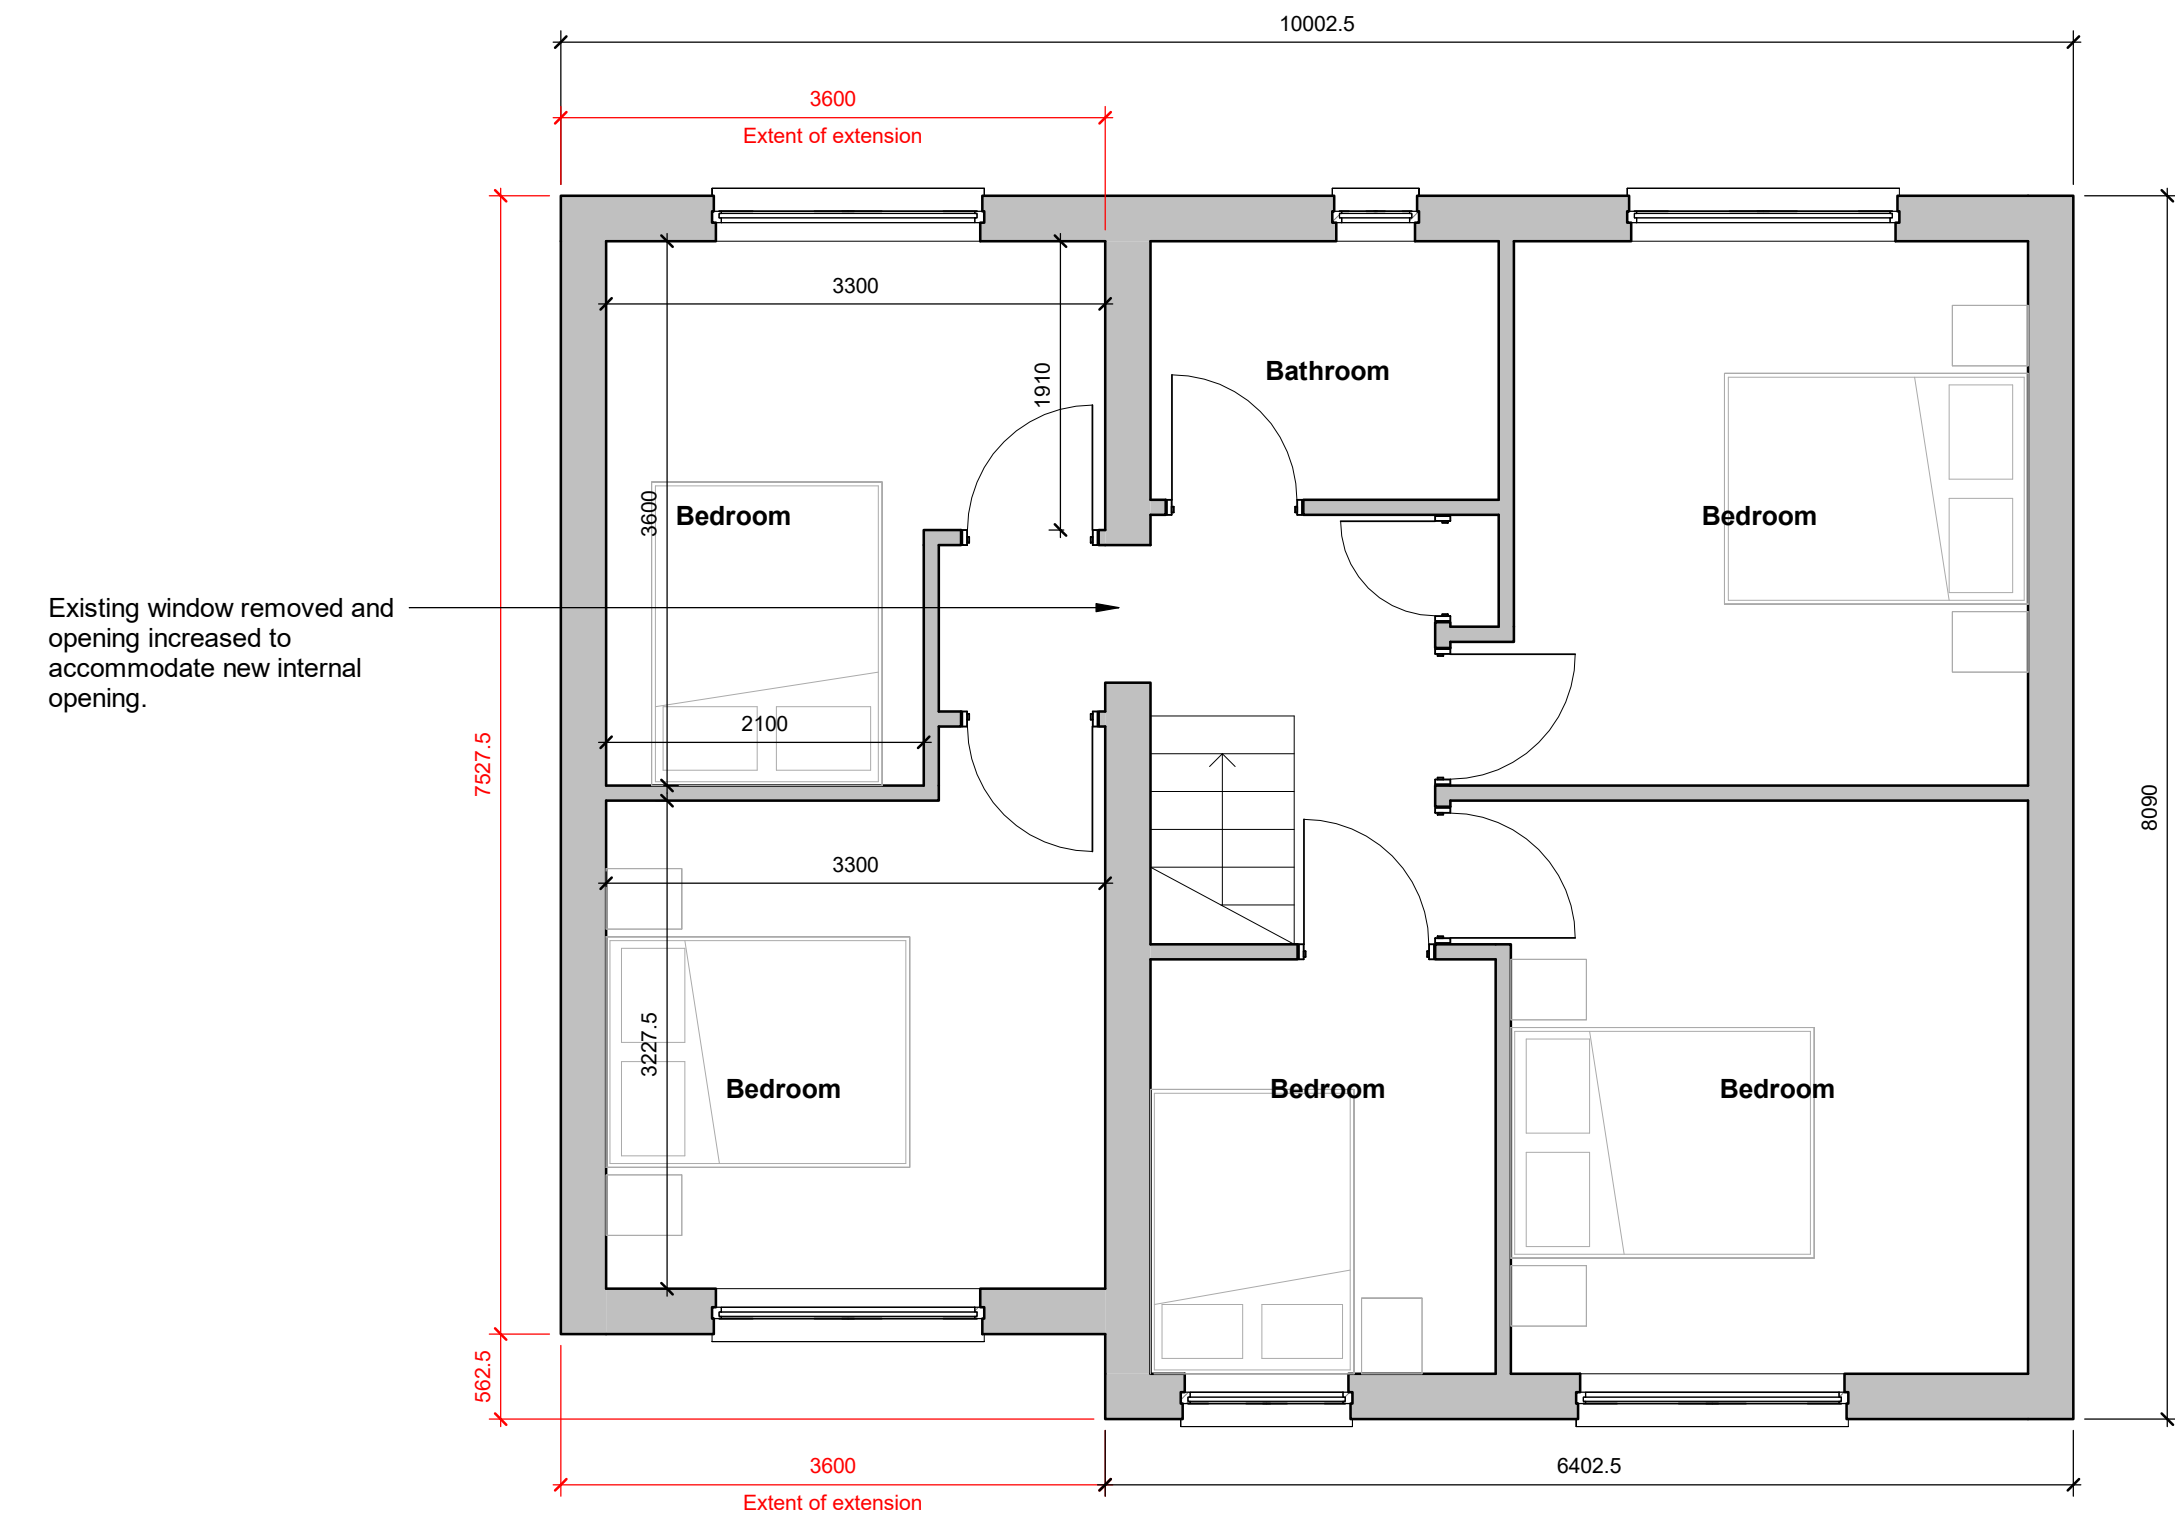 10002.5
3600
Extent of extension
3300
1910
Bathroom
3600
Bedroom
Bedroom
Existing window removed and
opening increased to
accommodate new internal
opening.
2100
7527.5
8090
3300
3227.5
Bedroom
Bedroom
Bedroom
562.5
3600
Extent of extension
6402.5